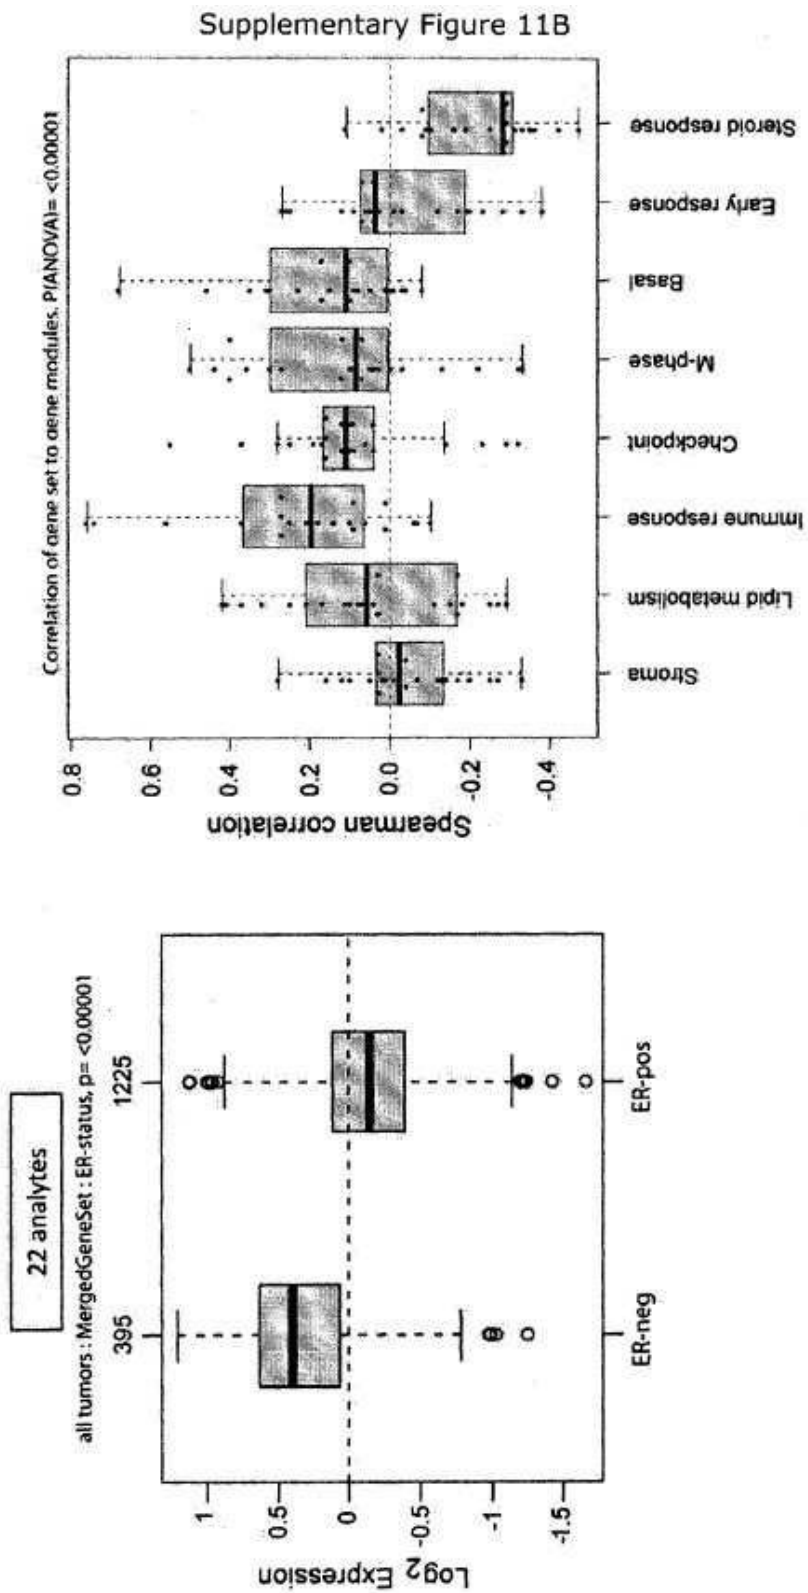 Supplementary Figure 11B
22 analytes
all tumors : MergedGeneSet : ER-status, p= <0.00001
395
1225
Log2 Expression
1
0.5
0
-0.5
-1
-1.5
ER-neg
ER-pos
Correlation of gene set to gene modules, P(ANOVA)= <0.00001
Spearman correlation
0.8
0.6
0.4
0.2
0.0
-0.2
-0.4
Stroma
Lipid metabolism
Immune response
Checkpoint
M-phase
Basal
Early response
Steroid response